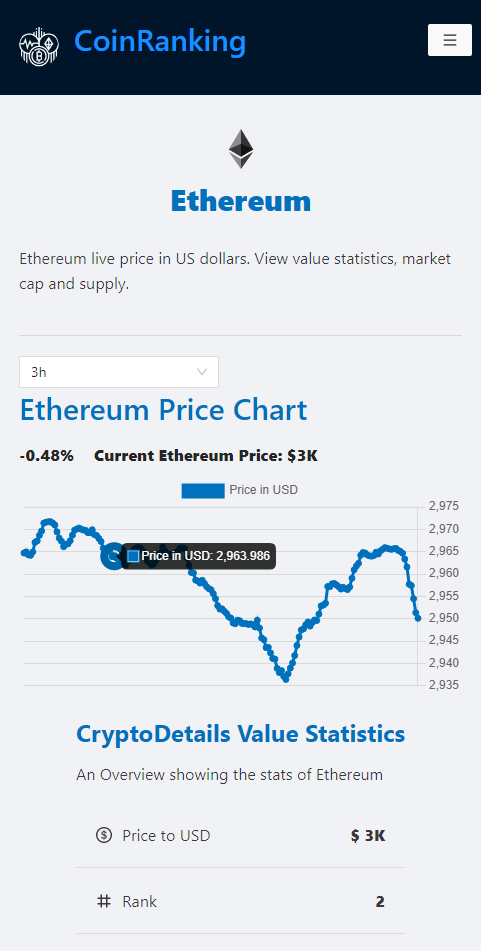 CoinRanking
Ethereum
Ethereum live price in US dollars. View value statistics, market
cap and supply.
3h
Ethereum Price Chart
-0.48% Current Ethereum Price: $3K
Price in USD
2,975
2,970
Price in USD: 2,963.986
2,965
2,960
2,955
2,950
2,945
2,940
2,935
CryptoDetails Value Statistics
An Overview showing the stats of Ethereum
Price to USD $ 3K
Rank 2